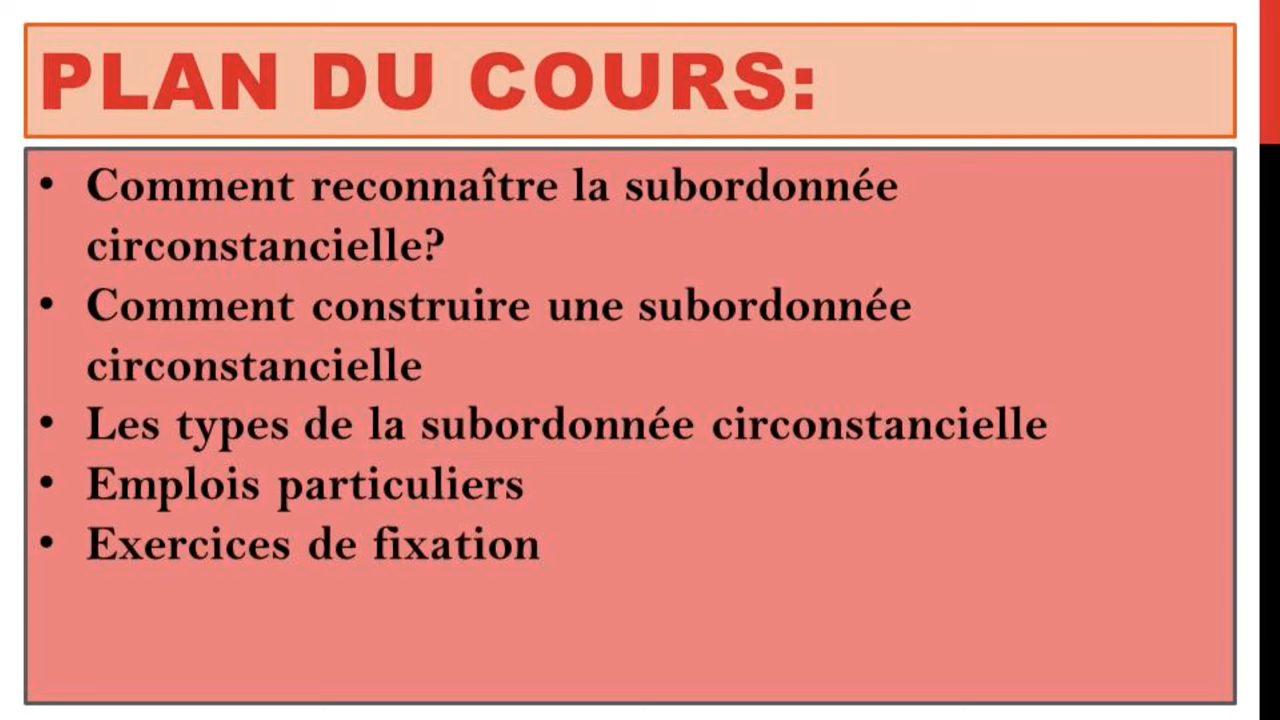 PLAN DU COURS:
• Comment reconnaître la subordonnée
circonstancielle?
• Comment construire une subordonnée
circonstancielle
• Les types de la subordonnée circonstancielle
• Emplois particuliers
• Exercices de fixation